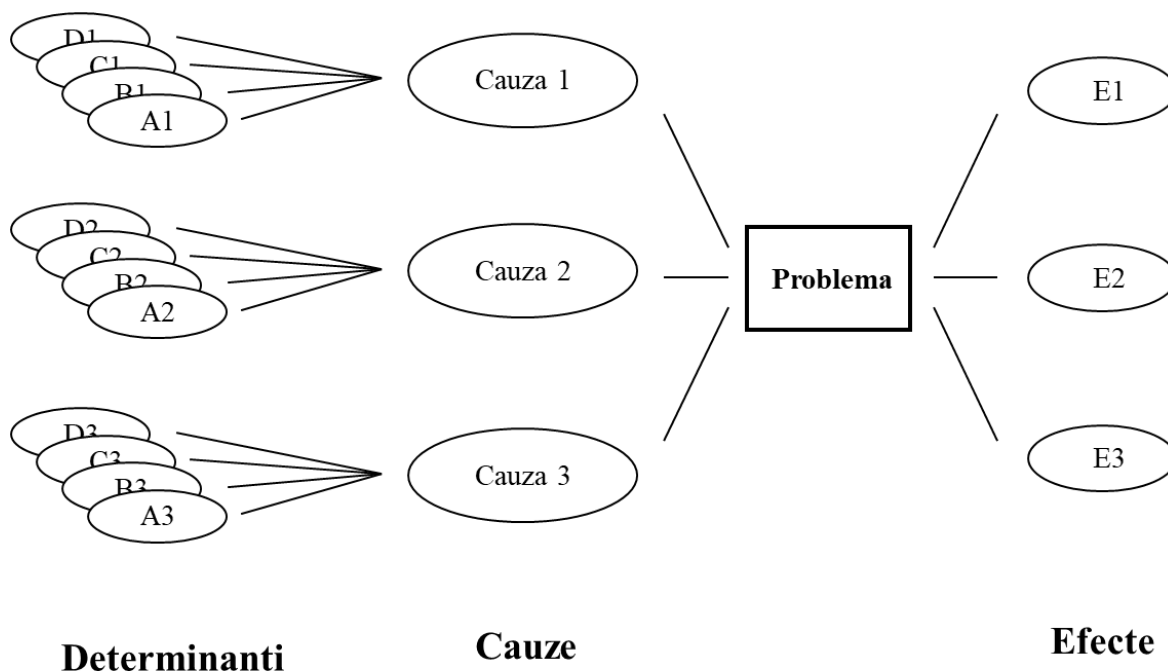 D1
C1
B1
A1
Cauza 1
E1
D2
C2
B2
A2
Cauza 2
Problema
E2
D3
C3
B3
A3
Cauza 3
E3
Determinanti
Cauze
Efecte